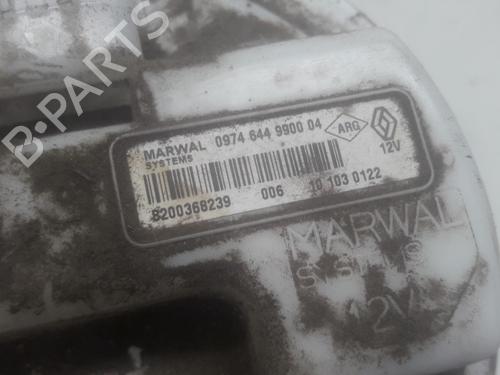 B-PARTS
MARWAL 0974 644 9900 04
SYSTEMS
ARG
12V
8200368239 006 10 103 0122
MARWAL
SYSTEMS
12V